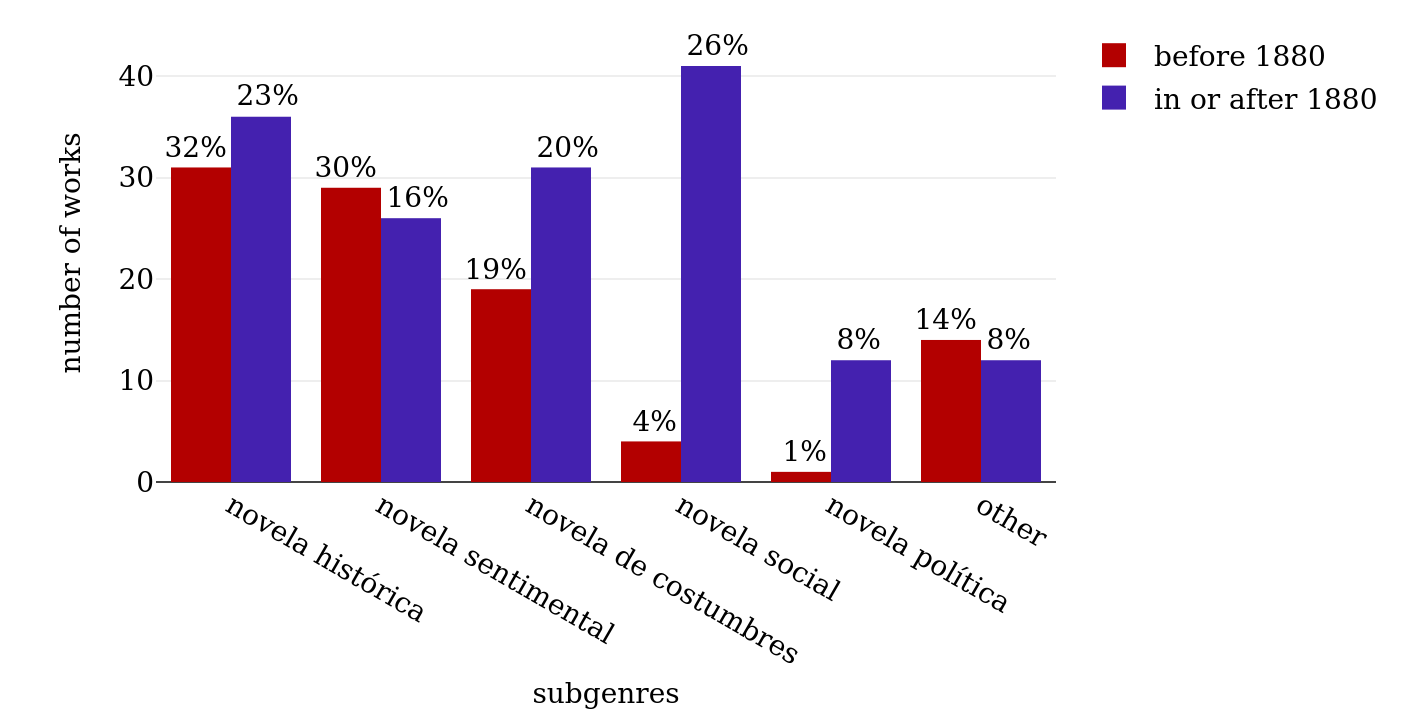 26%
before 1880
40
in or after 1880
23%
32%
20%
30%
30
16%
number of works
20
19%
14%
8%
8%
10
4%
1%
0
novela histórica
novela sentimental
novela de costumbres
novela social
novela política
other
subgenres